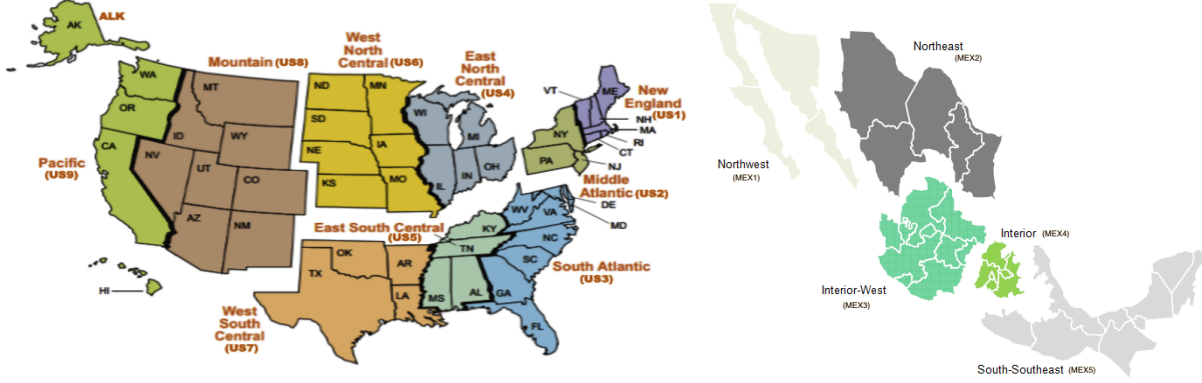 AK
ALK
WA
OR
CA
Pacific
(US9)
HI
Mountain (US8)
MT
ID
WY
NV
UT
CO
AZ
NM
West
North
Central (US6)
ND
MN
SD
NE
IA
KS
MO
East
North
Central
(US4)
WI
MI
IL
IN
OH
New
England
(US1)
VT
ME
NH
MA
RI
CT
NY
PA
NJ
Middle
Atlantic (US2)
DE
MD
WV
VA
NC
SC
GA
FL
South Atlantic
(US3)
East South Central
(US5)
KY
TN
MS
AL
OK
TX
AR
LA
West
South
Central
(US7)
Northwest
(MEX1)
Northeast
(MEX2)
Interior-West
(MEX3)
Interior (MEX4)
South-Southeast (MEX5)